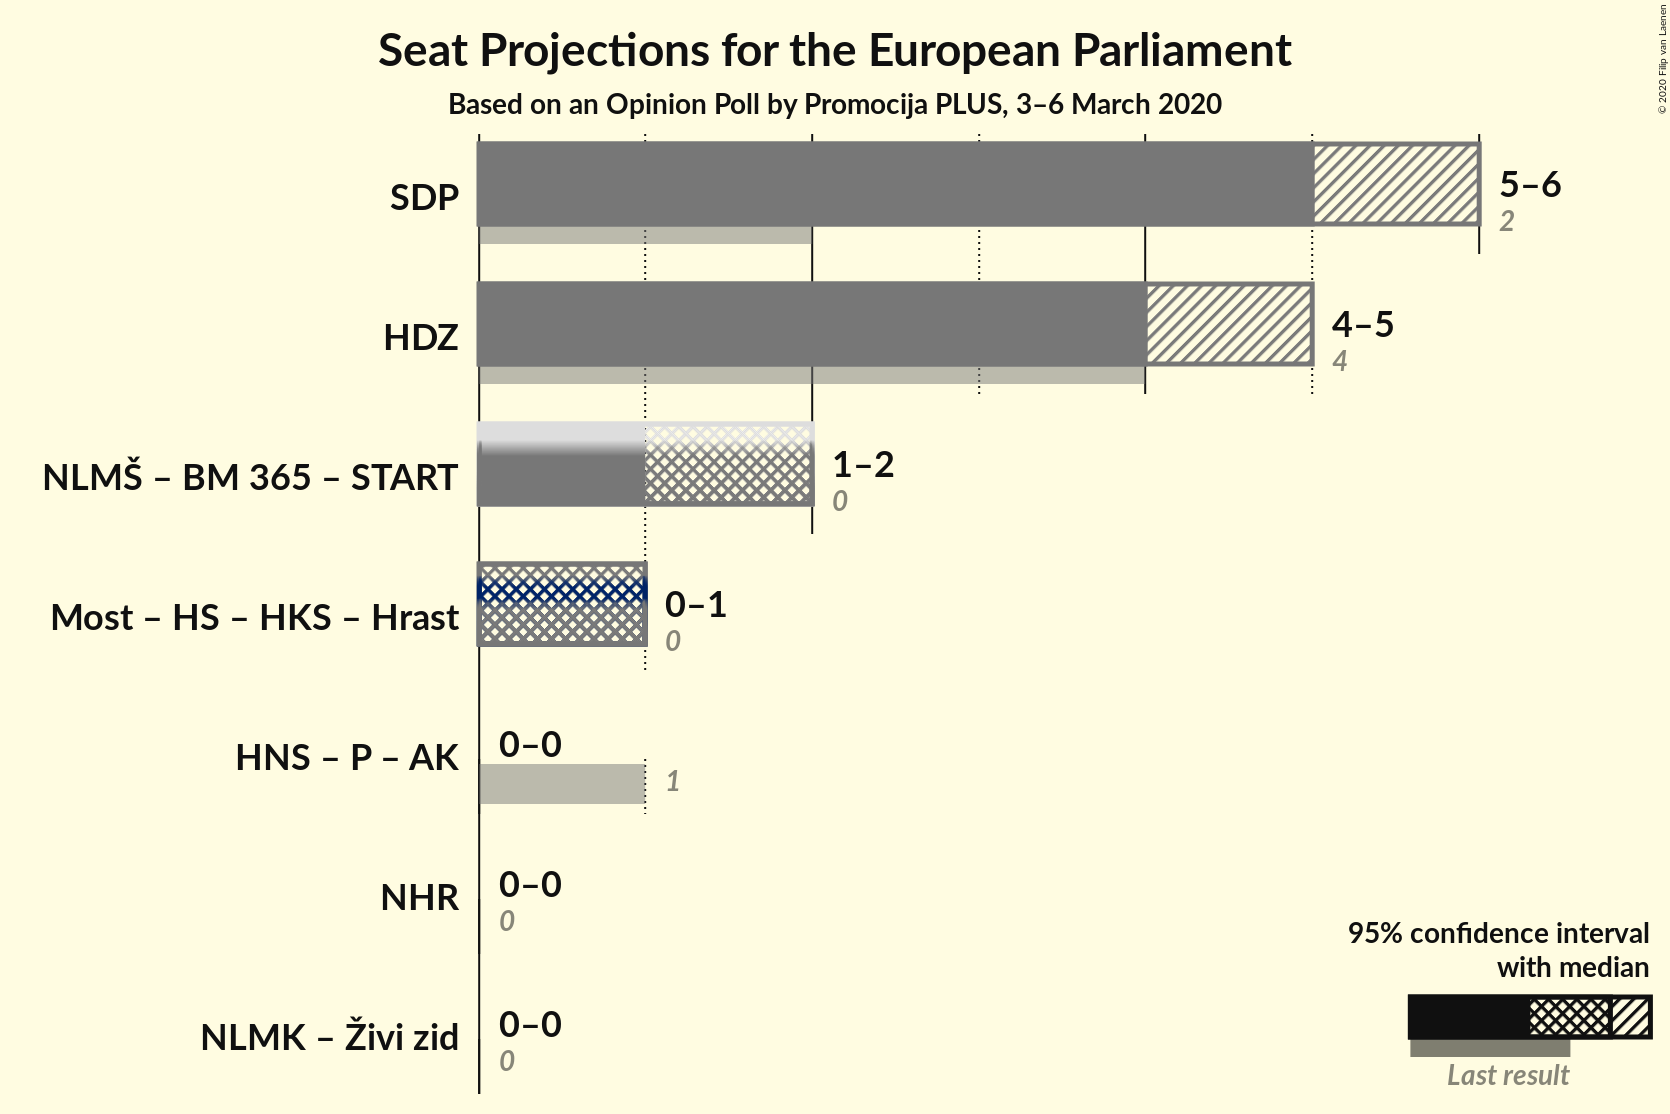 Seat Projections for the European Parliament
Based on an Opinion Poll by Promocija PLUS, 3–6 March 2020
© 2020 Filip van Laenen
SDP
5–6
2
HDZ
4–5
4
NLMŠ – BM 365 – START
1–2
0
Most – HS – HKS – Hrast
0–1
0
HNS – P – AK
0–0
1
NHR
0–0
0
NLMK – Živi zid
0–0
0
95% confidence interval
with median
Last result